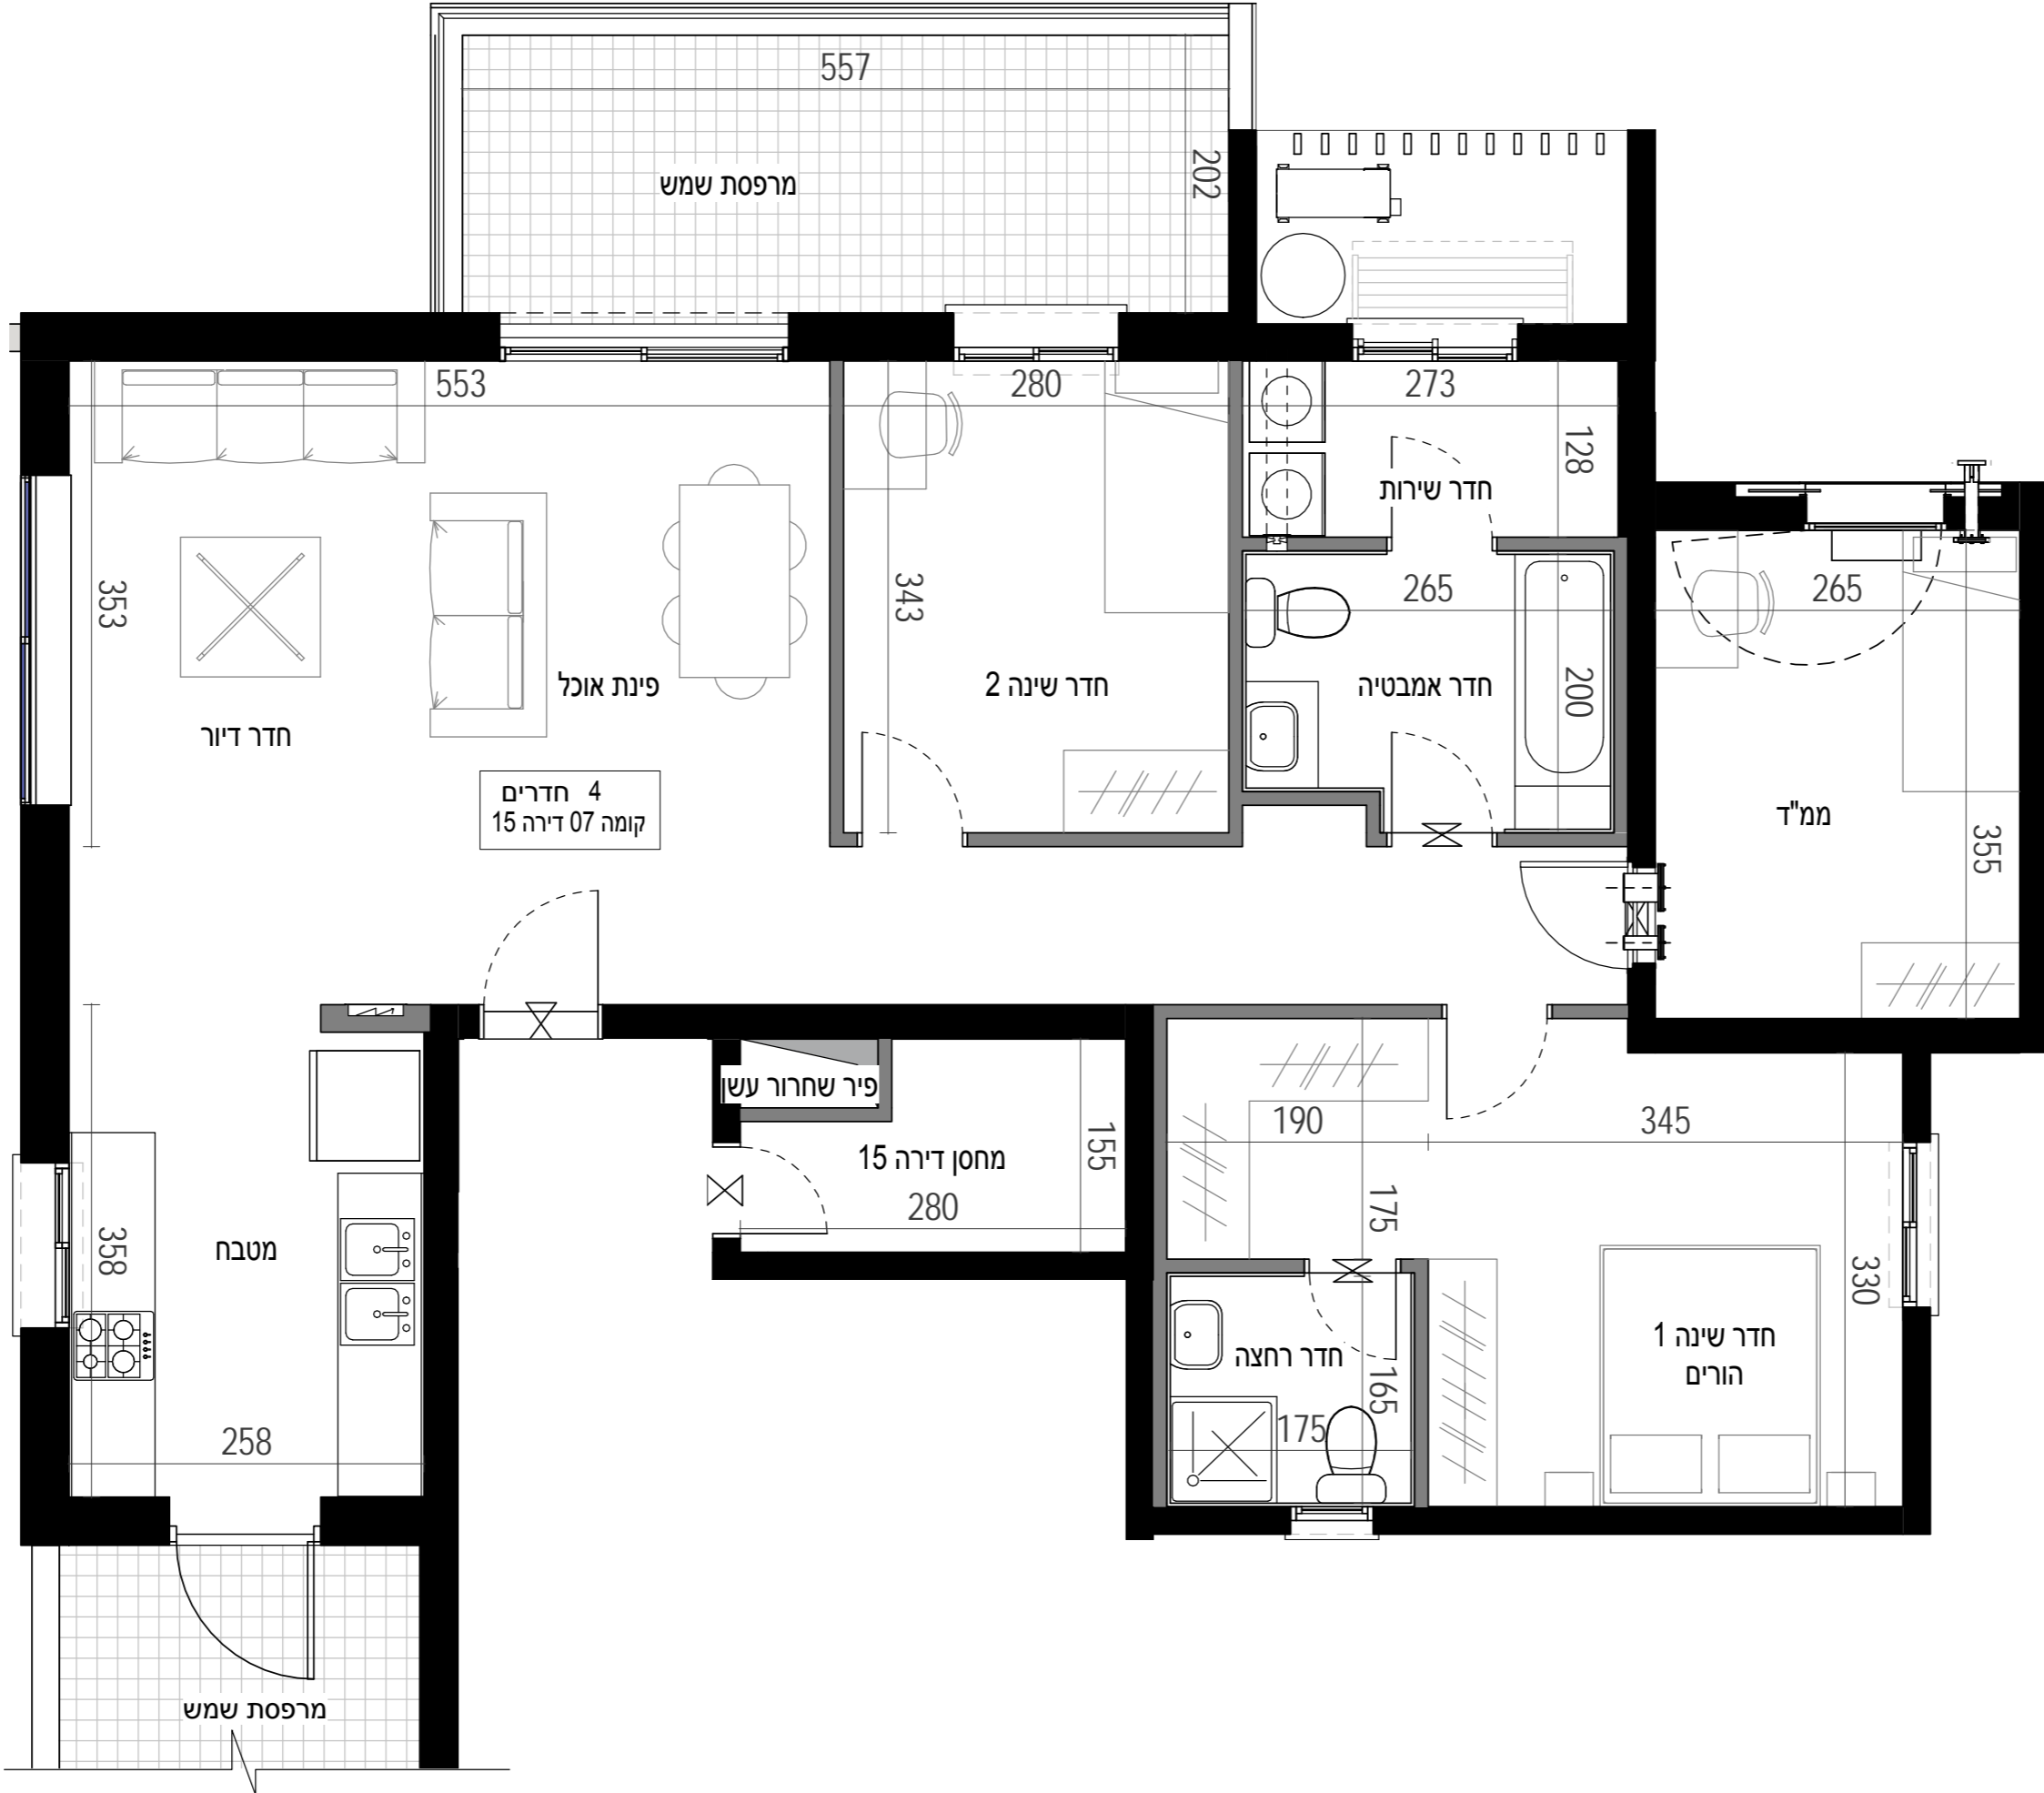 557
202
מרפסת שמש
553
280
273
128
חדר שירות
353
343
265
265
פינת אוכל
חדר שינה 2
חדר אמבטיה
200
חדר דיור
4 חדרים
קומה 07 דירה 15
ממ"ד
355
פיר שחרור עשן
155
190
345
מחסן דירה 15
280
175
358
מטבח
330
חדר שינה 1
הורים
חדר רחצה
165
175
258
מרפסת שמש